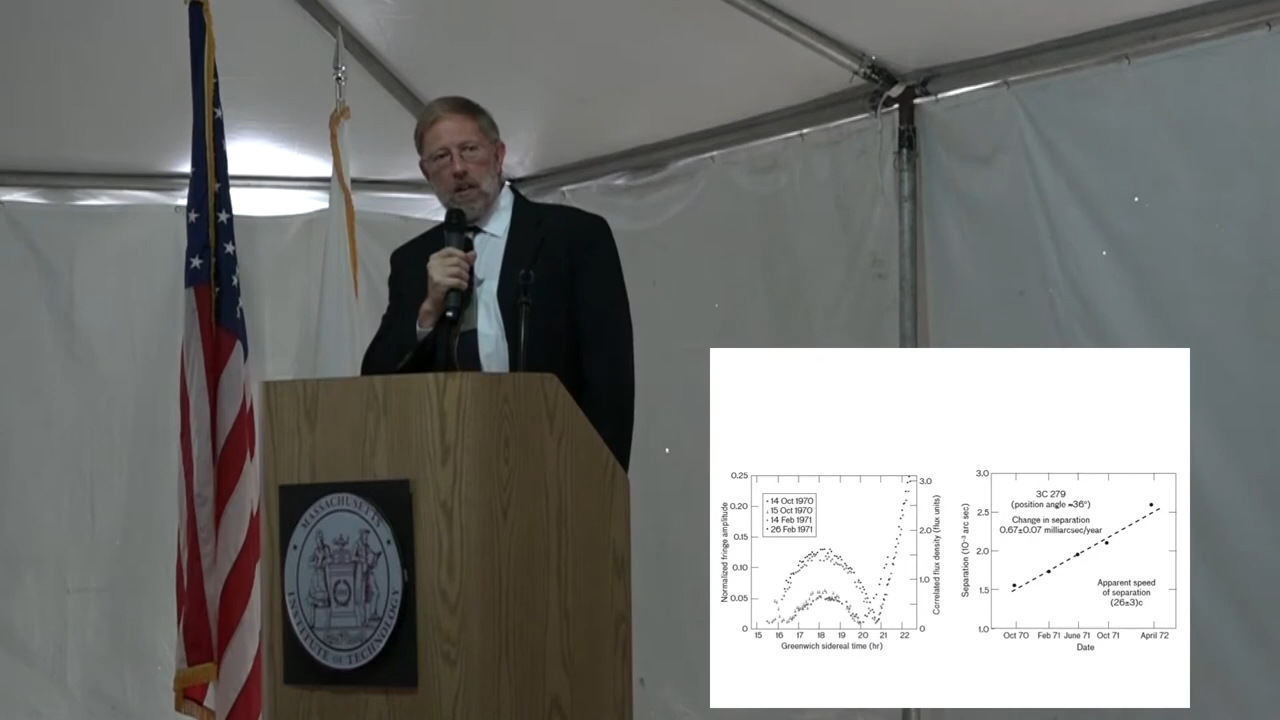 MASSACHUSETTS
INSTITUTE OF TECHNOLOGY
Normalized fringe amplitude
0.25
0.20
0.15
0.10
0.05
0
14 Oct 1970
15 Oct 1970
14 Feb 1971
26 Feb 1971
15 16 17 18 19 20 21 22
Greenwich sidereal time (hr)
3.0
2.0
1.0
0
Correlated flux density (flux units)
Separation (10⁻³ arc sec)
3.0
2.5
2.0
1.5
1.0
3C 279
(position angle ≈36°)
Change in separation
0.67±0.07 milliarcsec/year
Apparent speed
of separation
(26±3)c
Oct 70 Feb 71 June 71 Oct 71 April 72
Date